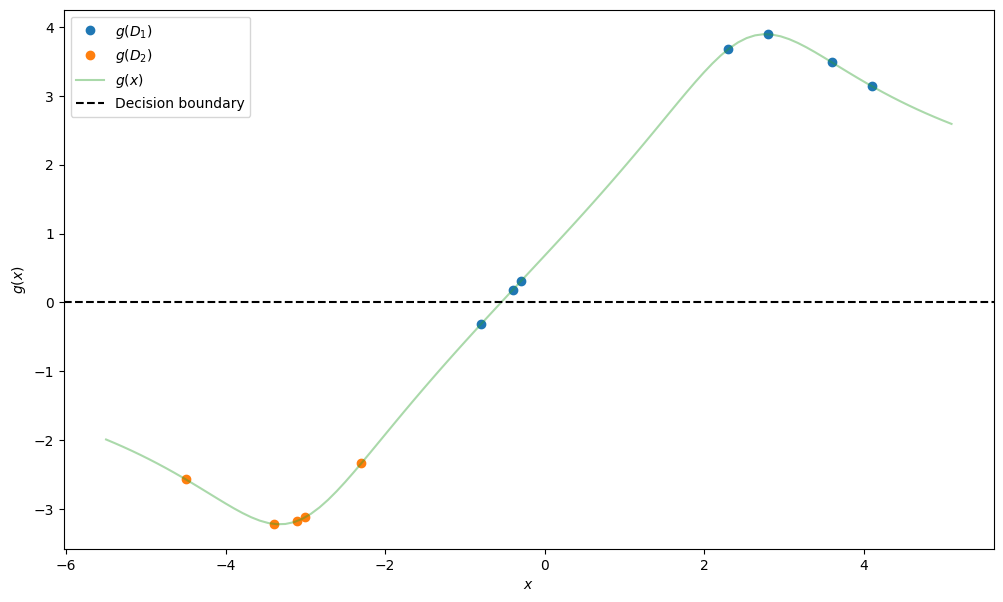 g(D₁)
g(D₂)
g(x)
Decision boundary
g(x)
4
3
2
1
0
−1
−2
−3
−6
−4
−2
0
2
4
x